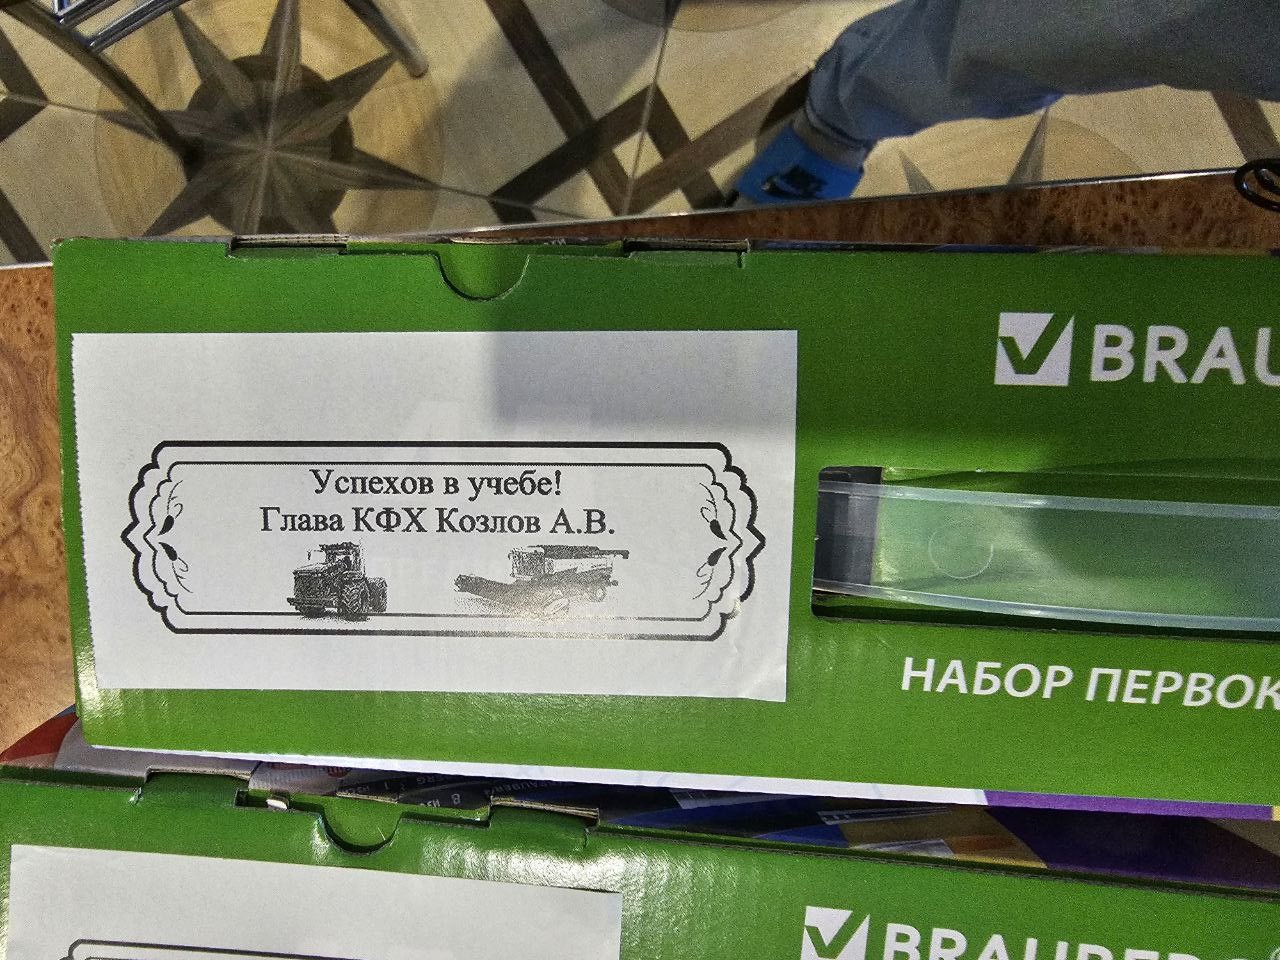 BRAU
Успехов в учебе!
Глава КФХ Козлов А.В.
НАБОР ПЕРВОК
BRAUBERG